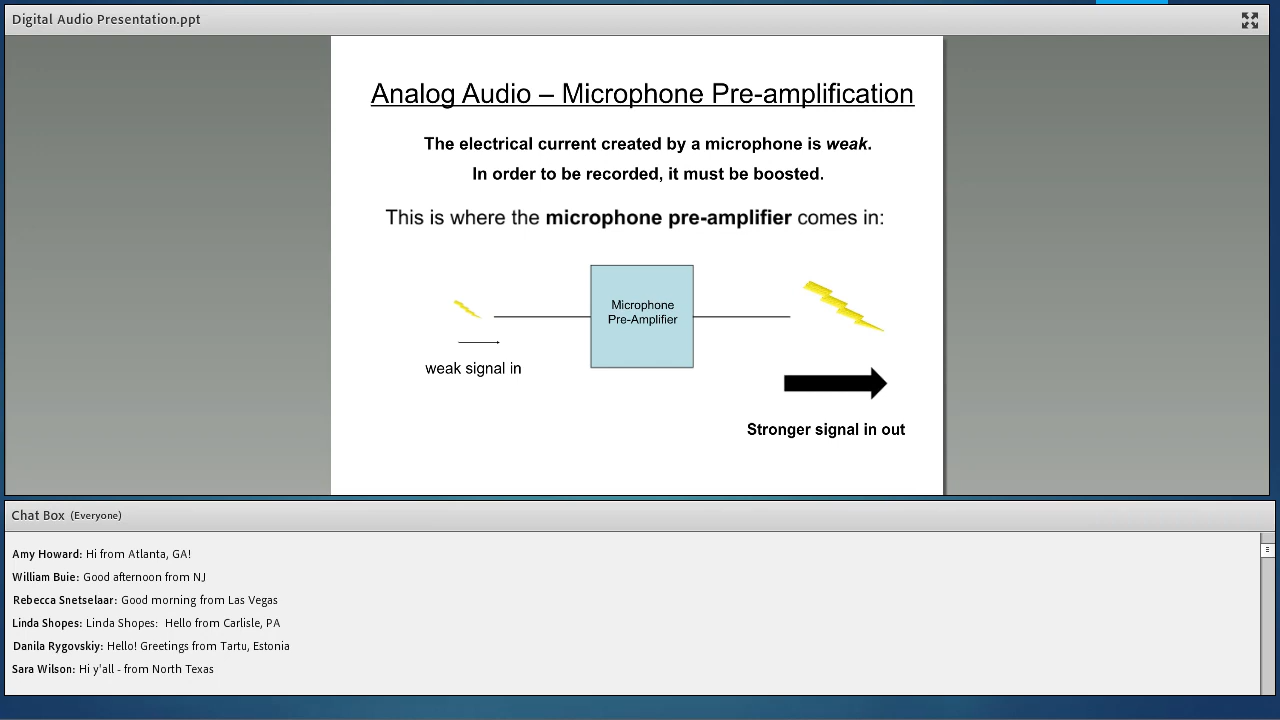 Digital Audio Presentation.ppt
Analog Audio – Microphone Pre-amplification
The electrical current created by a microphone is weak.
In order to be recorded, it must be boosted.
This is where the microphone pre-amplifier comes in:
Microphone
Pre-Amplifier
weak signal in
Stronger signal in out
Chat Box (Everyone)
Amy Howard: Hi from Atlanta, GA!
William Buie: Good afternoon from NJ
Rebecca Snetselaar: Good morning from Las Vegas
Linda Shopes: Linda Shopes: Hello from Carlisle, PA
Danila Rygovskiy: Hello! Greetings from Tartu, Estonia
Sara Wilson: Hi y'all - from North Texas